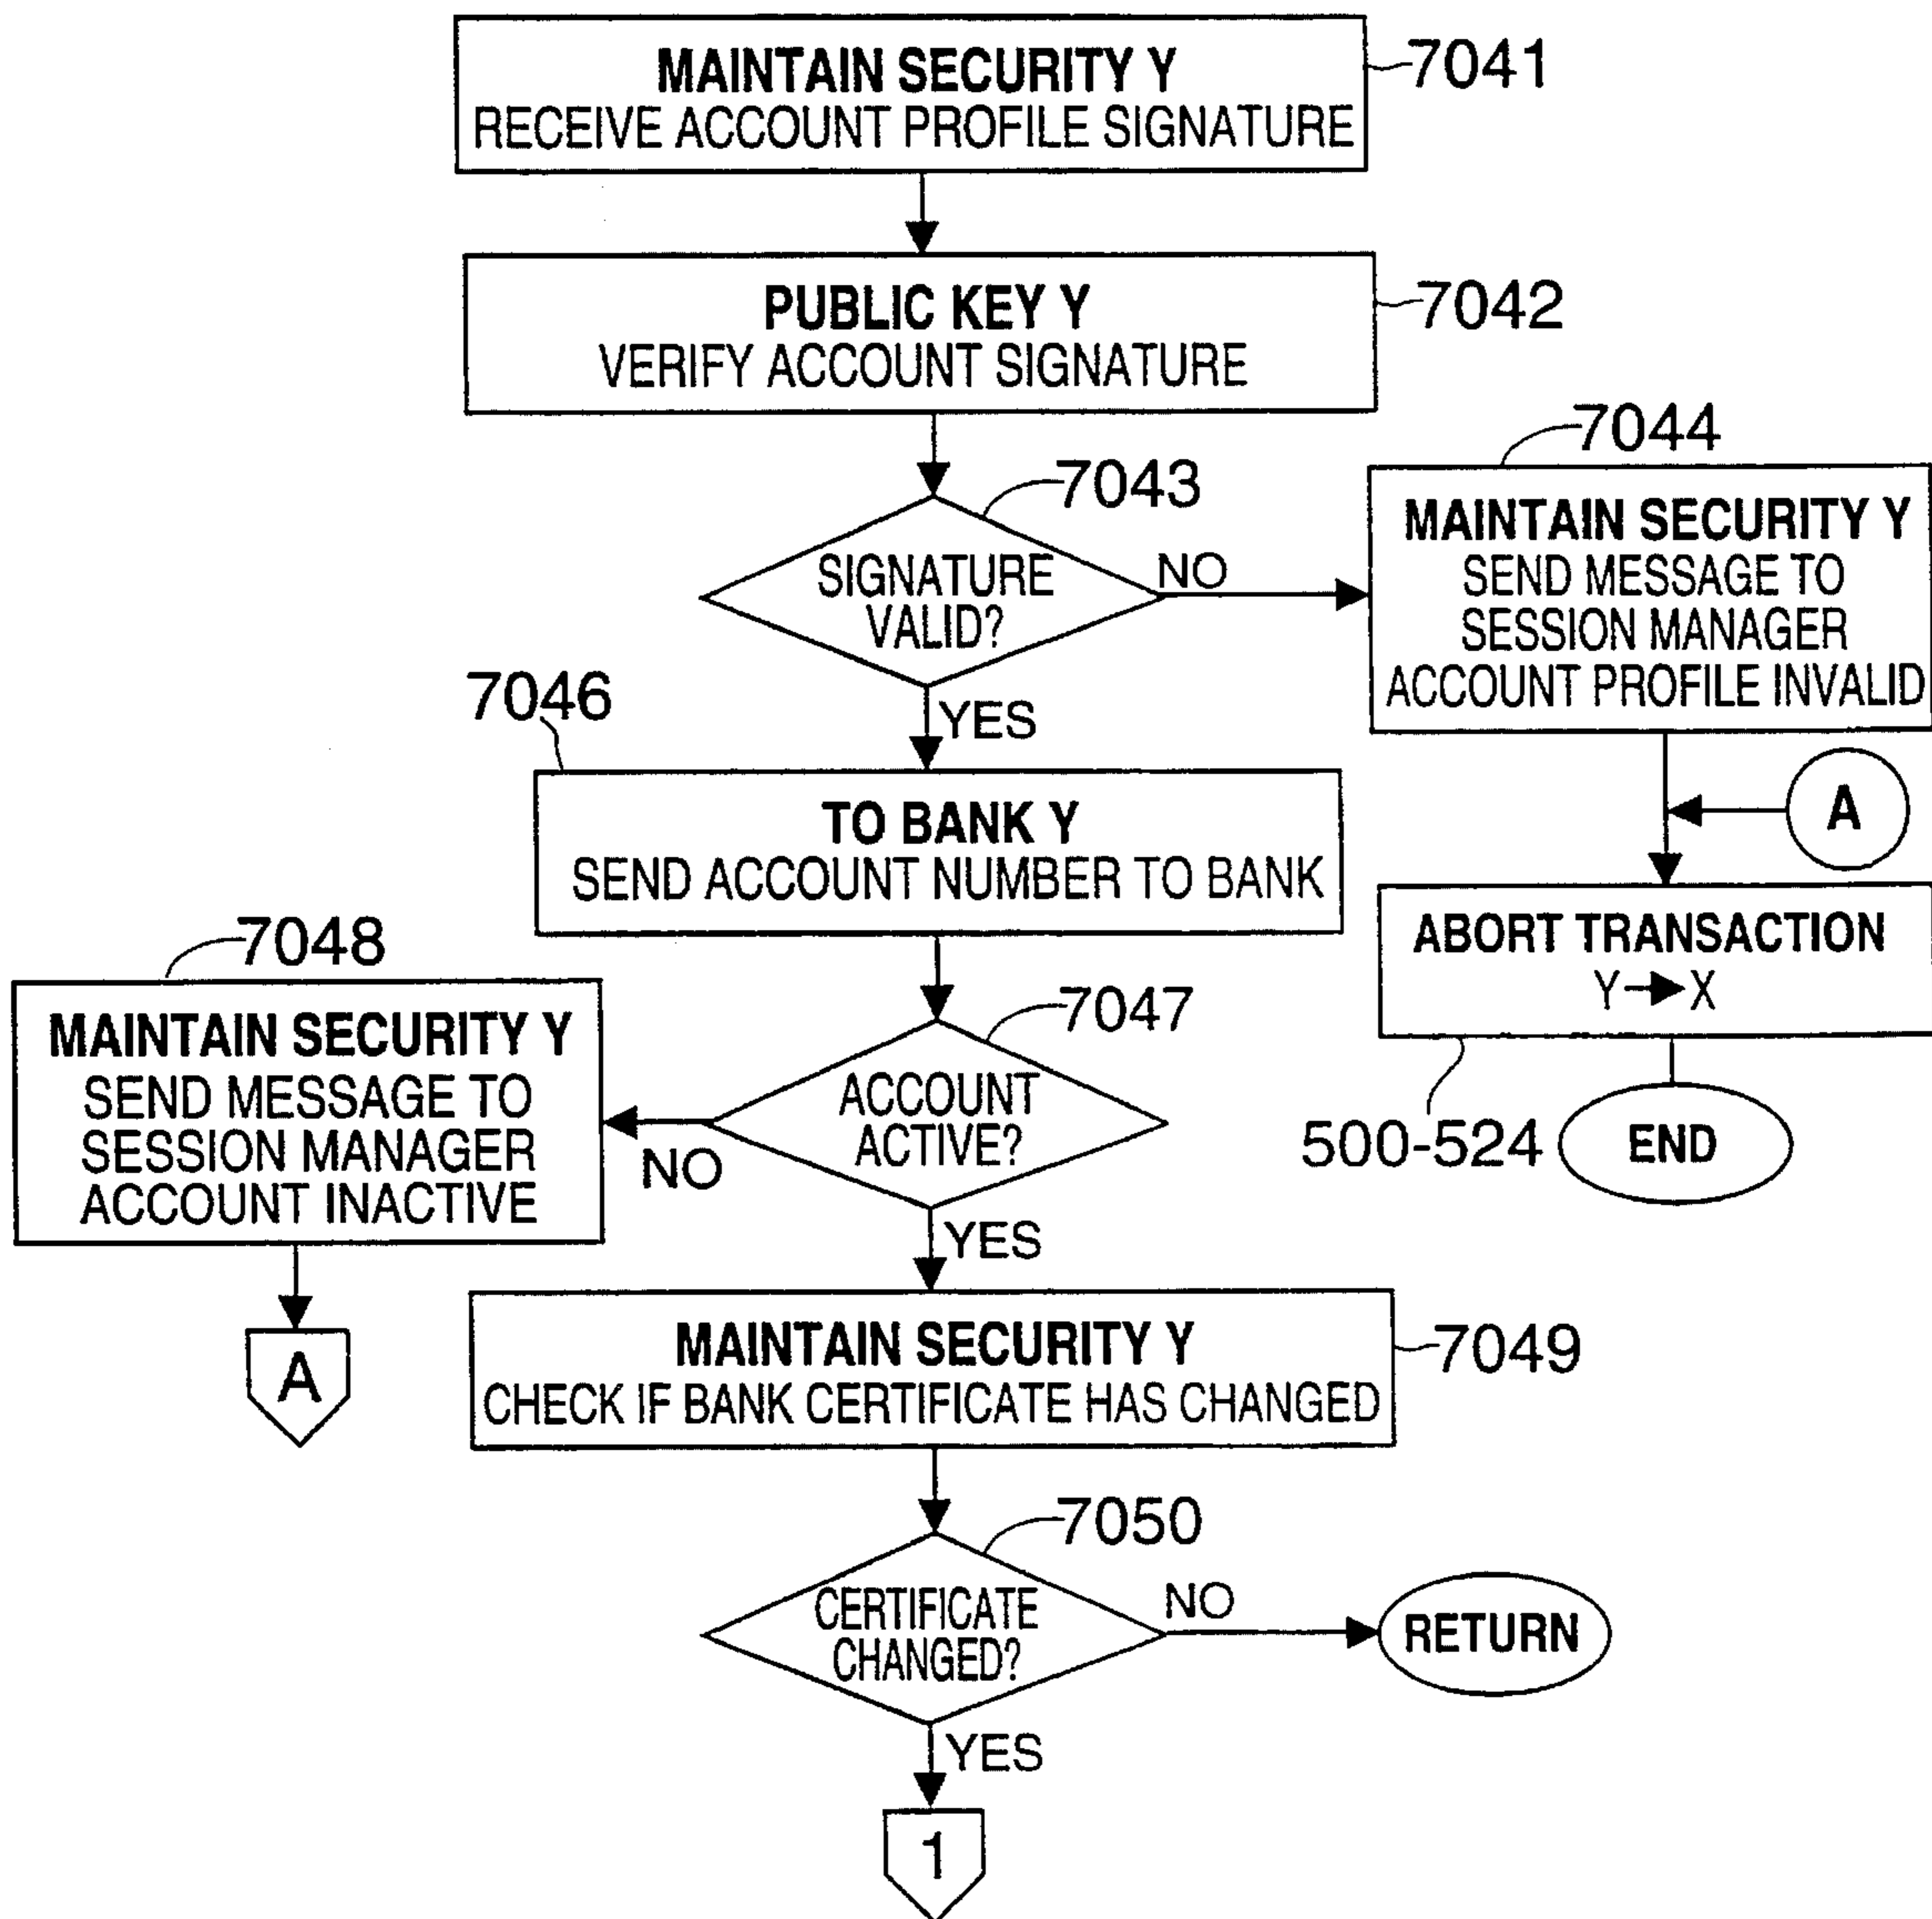 MAINTAIN SECURITY Y
RECEIVE ACCOUNT PROFILE SIGNATURE
7041
PUBLIC KEY Y
VERIFY ACCOUNT SIGNATURE
7042
7043
SIGNATURE
VALID?
NO
YES
7044
MAINTAIN SECURITY Y
SEND MESSAGE TO
SESSION MANAGER
ACCOUNT PROFILE INVALID
A
ABORT TRANSACTION
Y X
500-524
END
7046
TO BANK Y
SEND ACCOUNT NUMBER TO BANK
7047
ACCOUNT
ACTIVE?
NO
YES
7048
MAINTAIN SECURITY Y
SEND MESSAGE TO
SESSION MANAGER
ACCOUNT INACTIVE
A
MAINTAIN SECURITY Y
CHECK IF BANK CERTIFICATE HAS CHANGED
7049
7050
CERTIFICATE
CHANGED?
NO
RETURN
YES
1